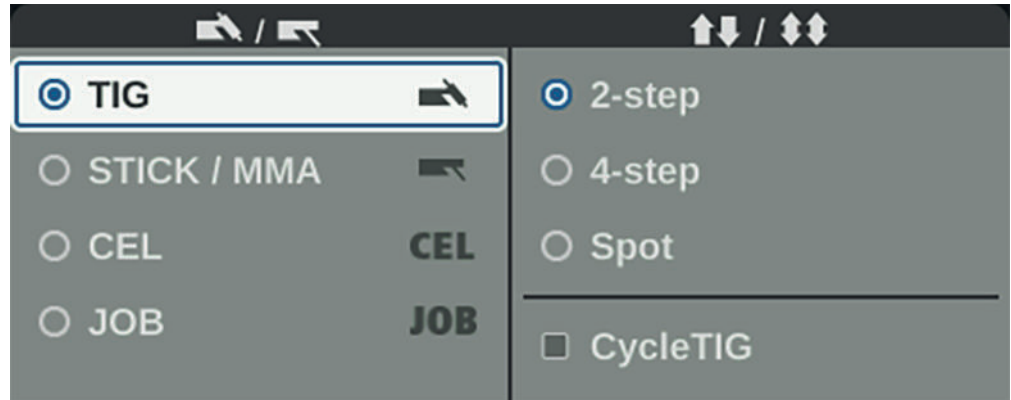 /
/
TIG
STICK / MMA
CEL CEL
JOB JOB
2-step
4-step
Spot
CycleTIG